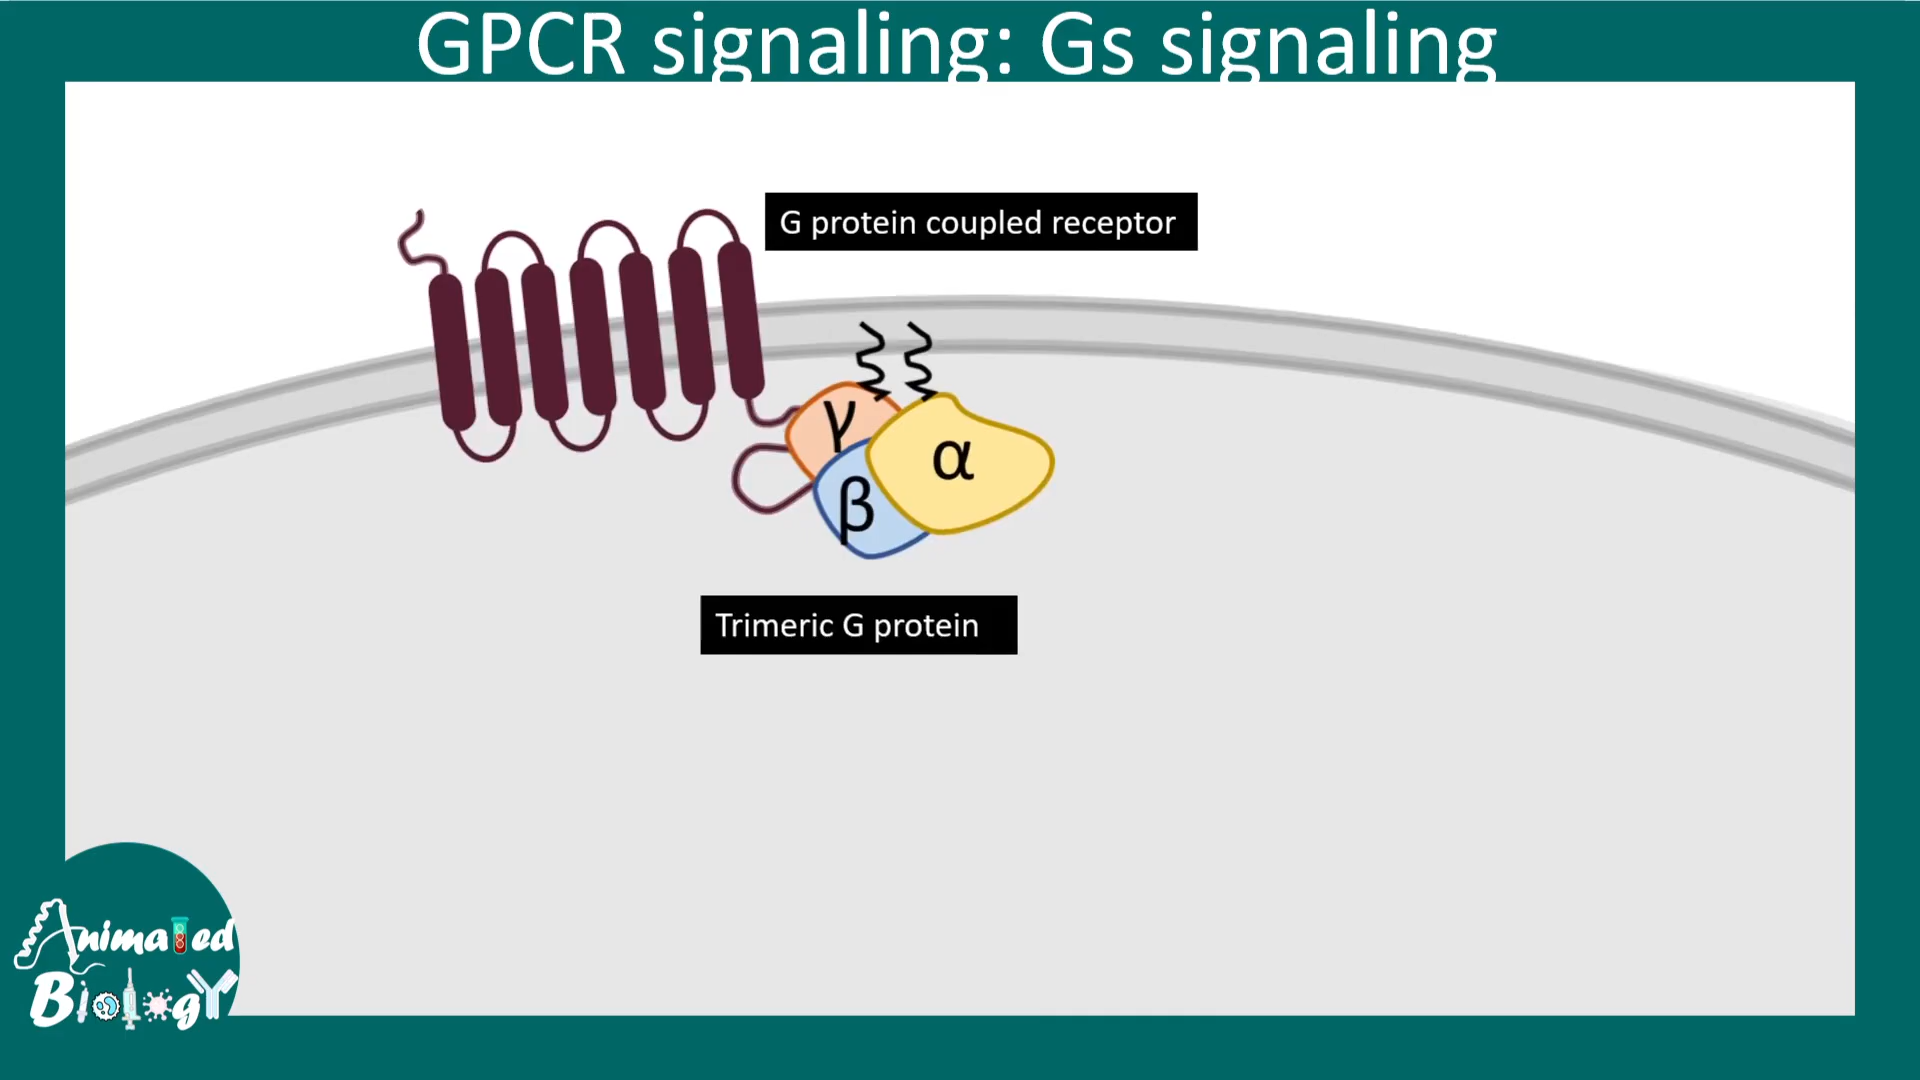 GPCR signaling: Gs signaling
G protein coupled receptor
γ
α
β
Trimeric G protein
Animated
Biology